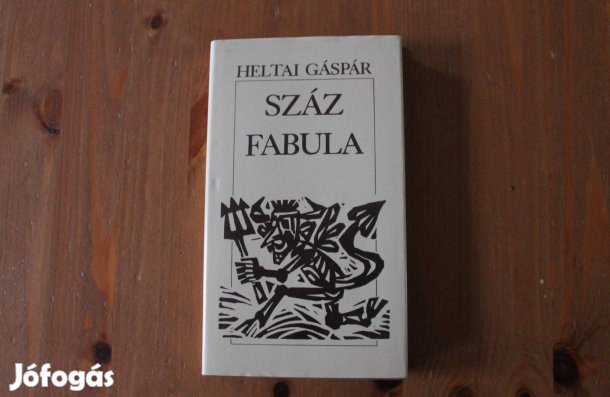 HELTAI GÁSPÁR
SZÁZ
FABULA
Jófogás